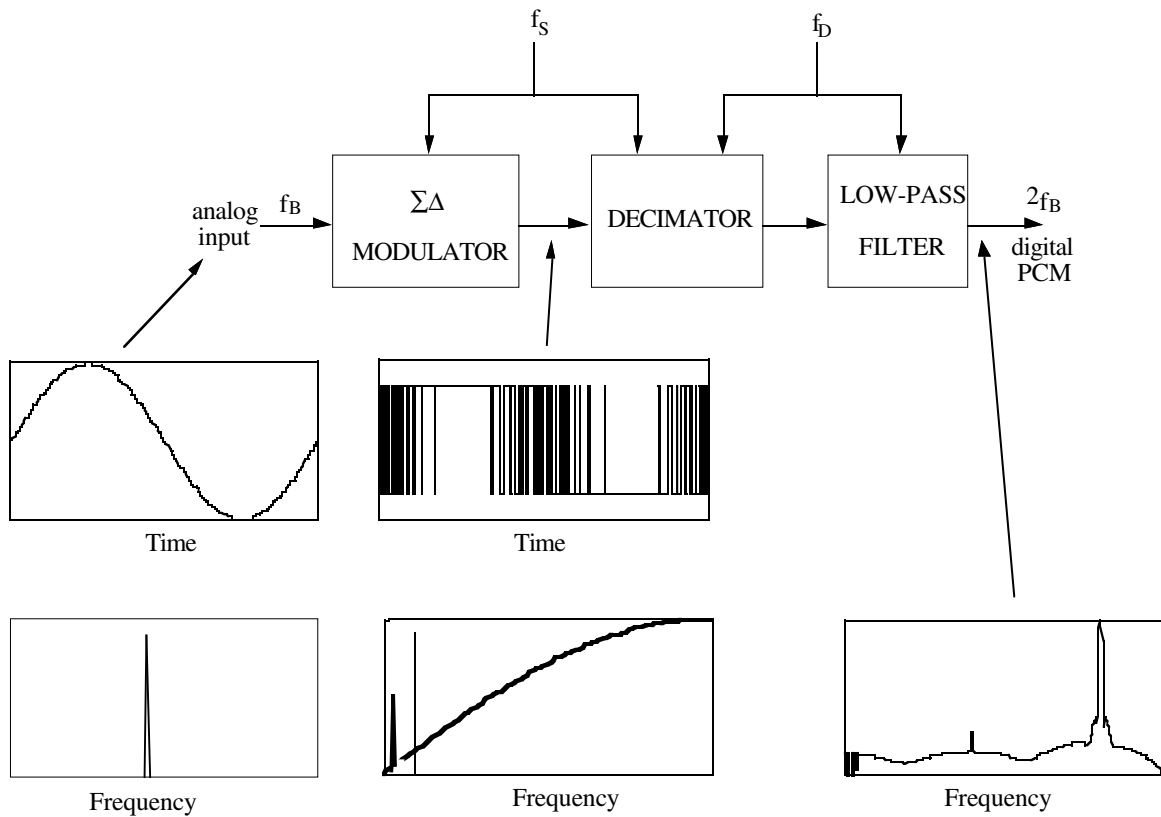 f_S
f_D
analog
input
f_B
ΣΔ
MODULATOR
DECIMATOR
LOW-PASS
FILTER
2f_B
digital
PCM
Time
Time
Frequency
Frequency
Frequency